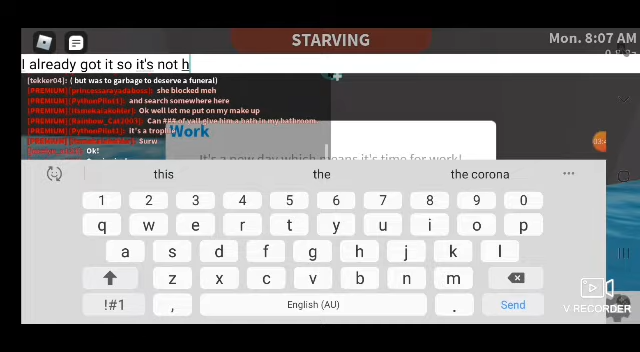 STARVING
Mon. 8:07 AM
I already got it so it's not h
[tekker04]: ( but was to garbage to deserve a funeral)
she blocked meh
[PREMIUM][PythonPilot1]: and search somewhere here
Ok well let me put on my make up
[PREMIUM][Rainbow_Cat2003]: Can ### of yall give him a bath in my bathroom
[PREMIUM][PythonPilot1]: it's a trophy
Surw
Ok!
Work
It's a new day which means it's time for work!
03:4
this the the corona ...
1 2 3 4 5 6 7 8 9 0
q w e r t y u i o p
a s d f g h j k l
z x c v b n m
!#1 , English (AU) . Send
V RECORDER